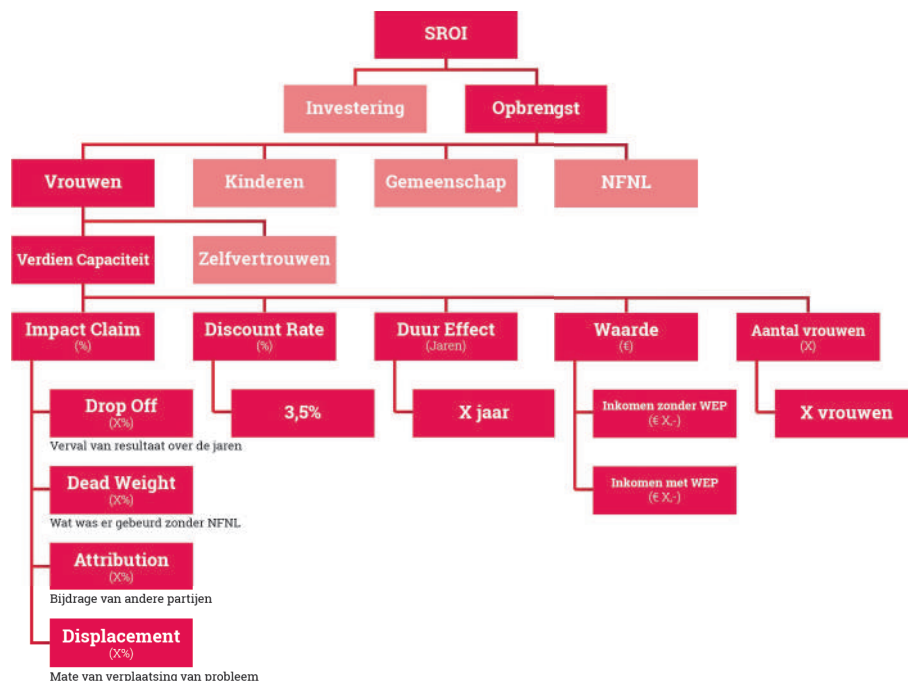 SROI
Investering
Opbrengst
Vrouwen
Kinderen
Gemeenschap
NFNL
Verdien Capaciteit
Zelfvertrouwen
Impact Claim
(%)
Discount Rate
(%)
Duur Effect
(Jaren)
Waarde
(€)
Aantal vrouwen
(X)
Drop Off
(X%)
Verval van resultaat over de jaren
3,5%
X jaar
Inkomen zonder WEP
(€ X,-)
X vrouwen
Dead Weight
(X%)
Wat was er gebeurd zonder NFNL
Inkomen met WEP
(€ X,-)
Attribution
(X%)
Bijdrage van andere partijen
Displacement
(X%)
Mate van verplaatsing van probleem